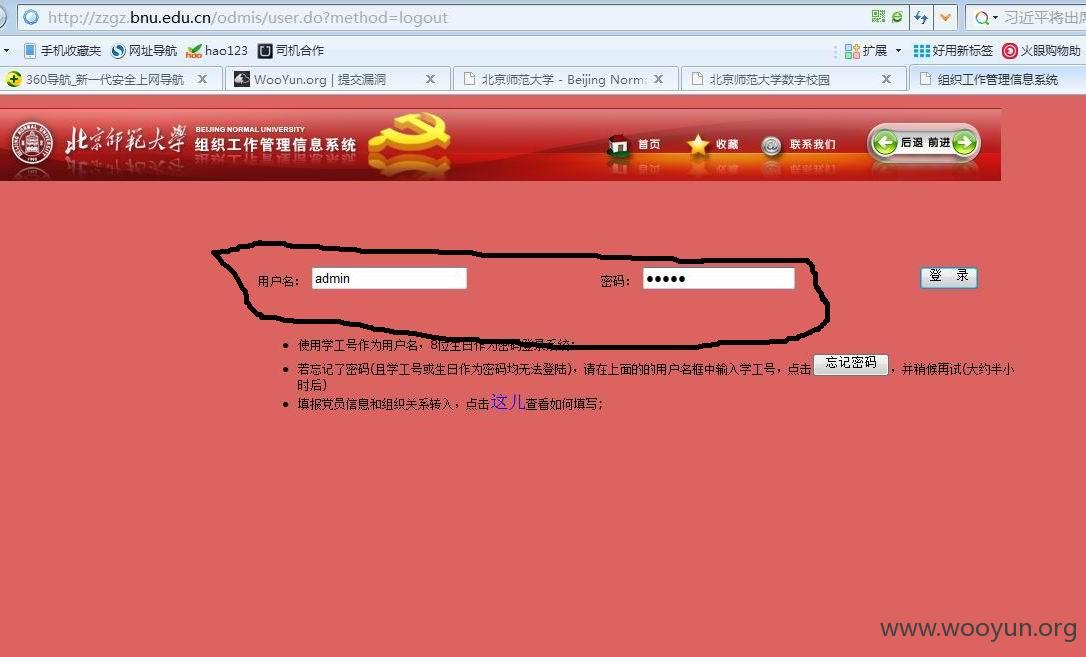 http://zzgz.bnu.edu.cn/odmis/user.do?method=logout
习近平将出席
手机收藏夹 网址导航 hao123 司机合作 扩展 好用新标签 火眼购物助
360导航_新一代安全上网导航 WooYun.org | 提交漏洞 北京师范大学 - Beijing Norm 北京师范大学数字校园 组织工作管理信息系统
北京师范大学 BEIJING NORMAL UNIVERSITY
组织工作管理信息系统
首页 收藏 联系我们 后退 前进
用户名: admin 密码: ●●●●● 登 录
使用学工号作为用户名，8位生日作为密码登录系统;
若忘记了密码(且学工号或生日作为密码均无法登陆)，请在上面的的用户名框中输入学工号，点击 忘记密码 ，并稍候再试(大约半小
时后)
填报党员信息和组织关系转入，点击这儿查看如何填写;
www.wooyun.org